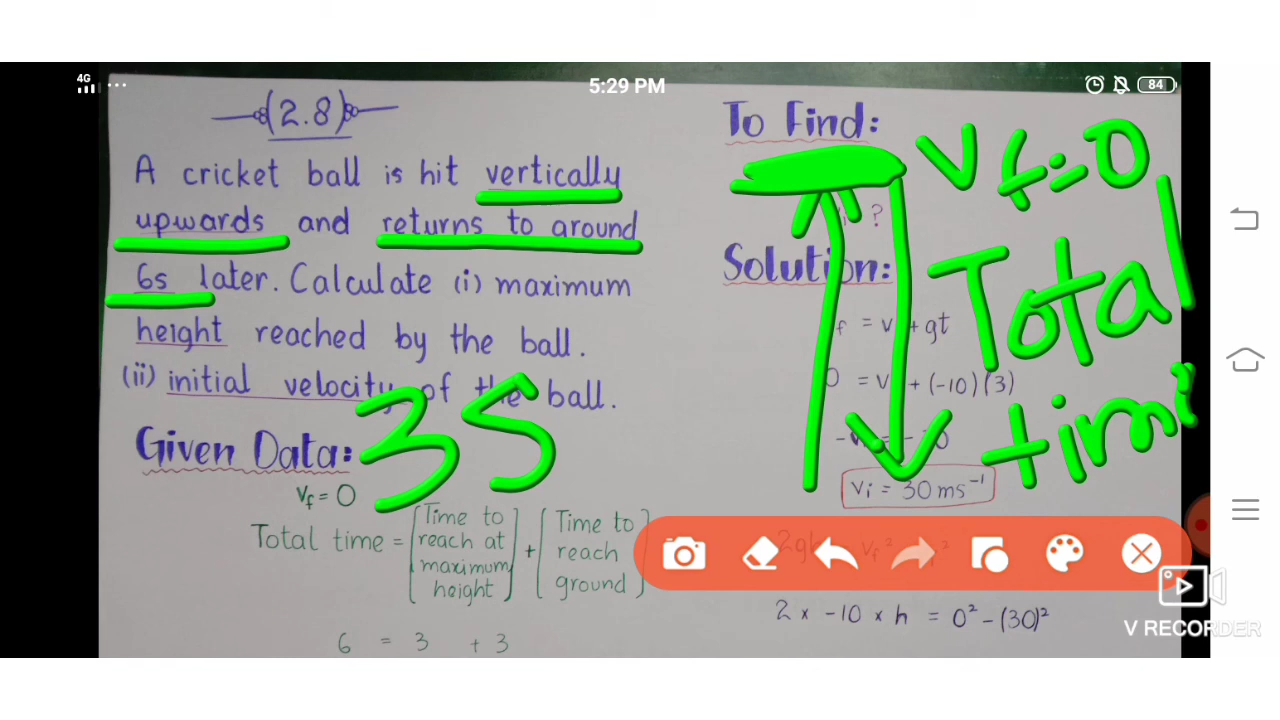 4G
5:29 PM
84
(2.8)
A cricket ball is hit vertically
upwards and returns to around
6s later. Calculate (i) maximum
height reached by the ball.
(ii) initial velocity of the ball.
3S
Given Data:
vf = 0
Total time = [Time to reach at maximum height] + [Time to reach ground]
6 = 3 + 3
To Find:
Vf=0
?
Total
time
Solution:
f = v + gt
0 = v + (-10)(3)
vi = 30 ms⁻¹
2 x -10 x h = 0² - (30)²
V RECORDER